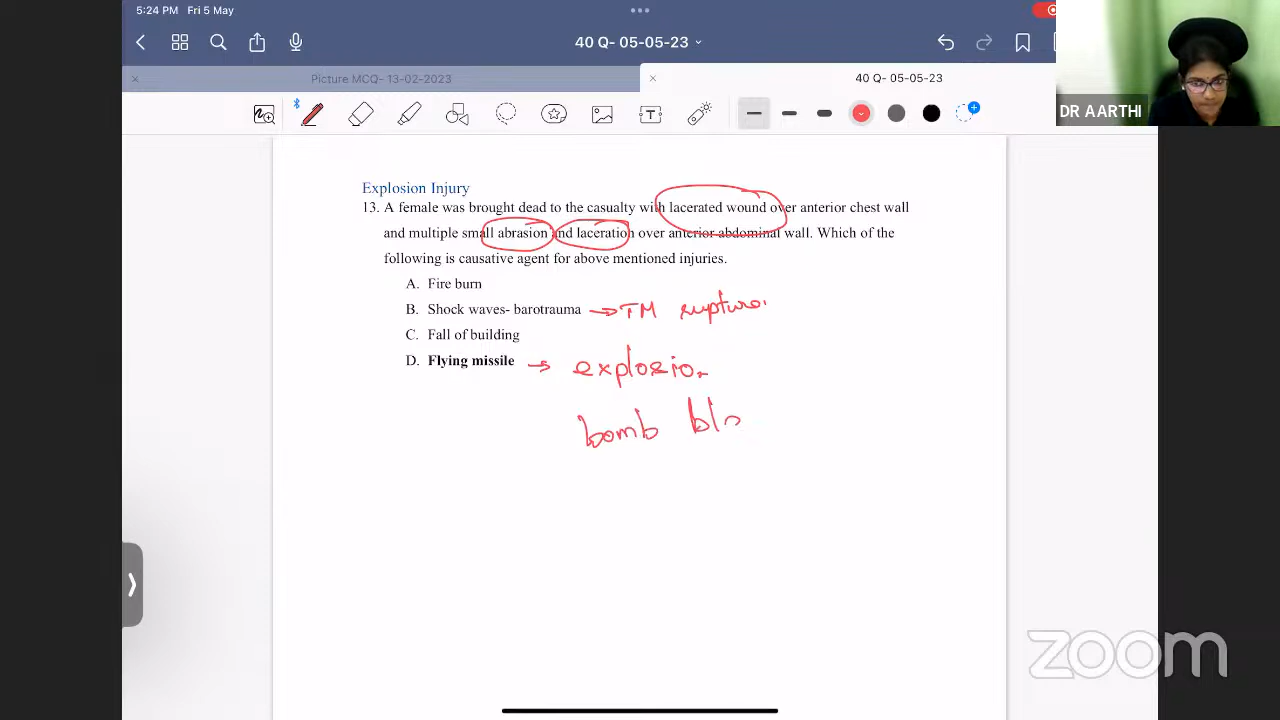 5:24 PM Fri 5 May
40 Q- 05-05-23
Picture MCQ- 13-02-2023
40 Q- 05-05-23
DR AARTHI
Explosion Injury
13. A female was brought dead to the casualty with lacerated wound over anterior chest wall
and multiple small abrasion and laceration over anterior abdominal wall. Which of the
following is causative agent for above mentioned injuries.
A. Fire burn
B. Shock waves- barotrauma → TM rupture.
C. Fall of building
D. Flying missile → explosion
bomb bla
zoom